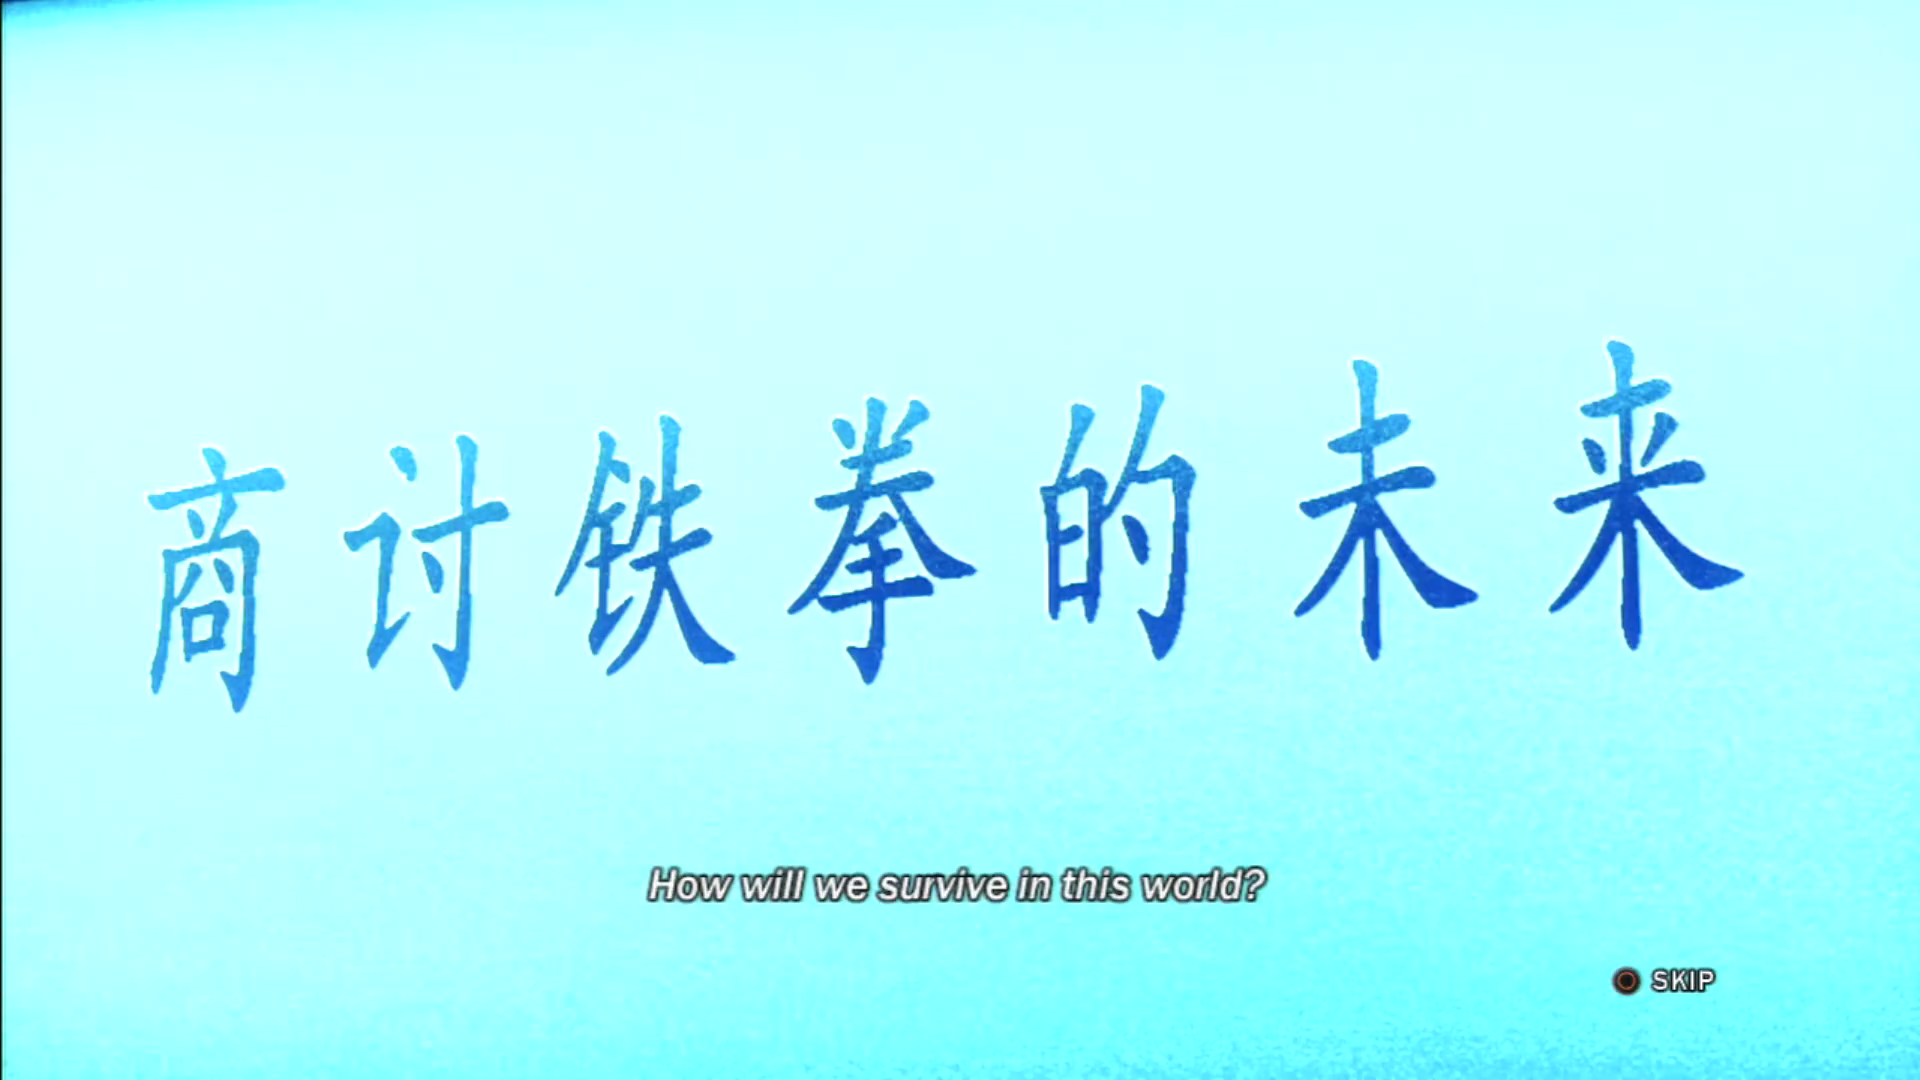 商讨铁拳的未来
How will we survive in this world?
SKIP